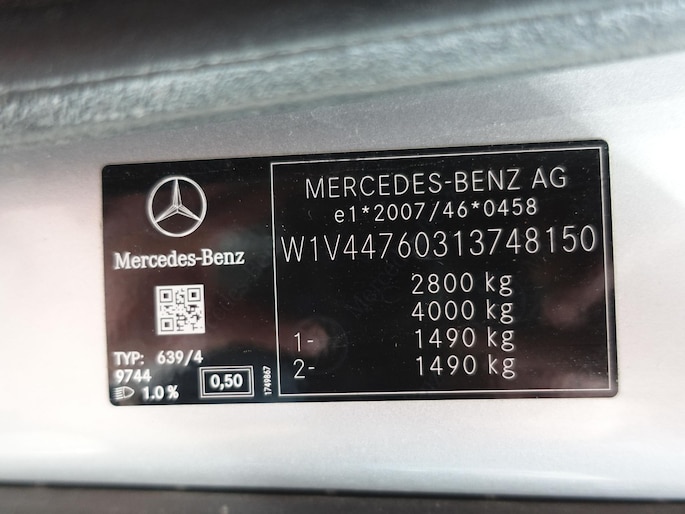 Mercedes-Benz
TYP: 639/4
9744
1.0 %
0,50
1749867
MERCEDES-BENZ AG
e1*2007/46*0458
W1V44760313748150
2800 kg
4000 kg
1- 1490 kg
2- 1490 kg